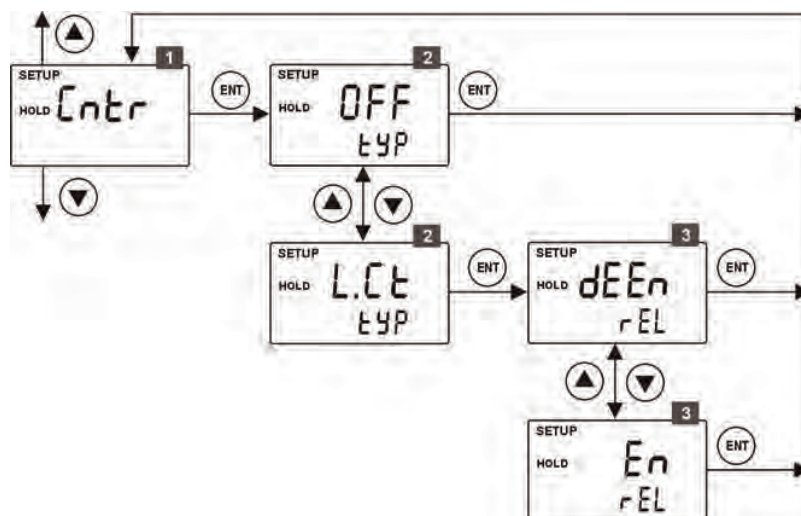 1
SETUP
HOLD Cntr
ENT
2
SETUP
HOLD OFF
tYP
ENT
2
SETUP
HOLD L.Ct
tYP
ENT
3
SETUP
HOLD dEEn
rEL
ENT
3
SETUP
HOLD En
rEL
ENT